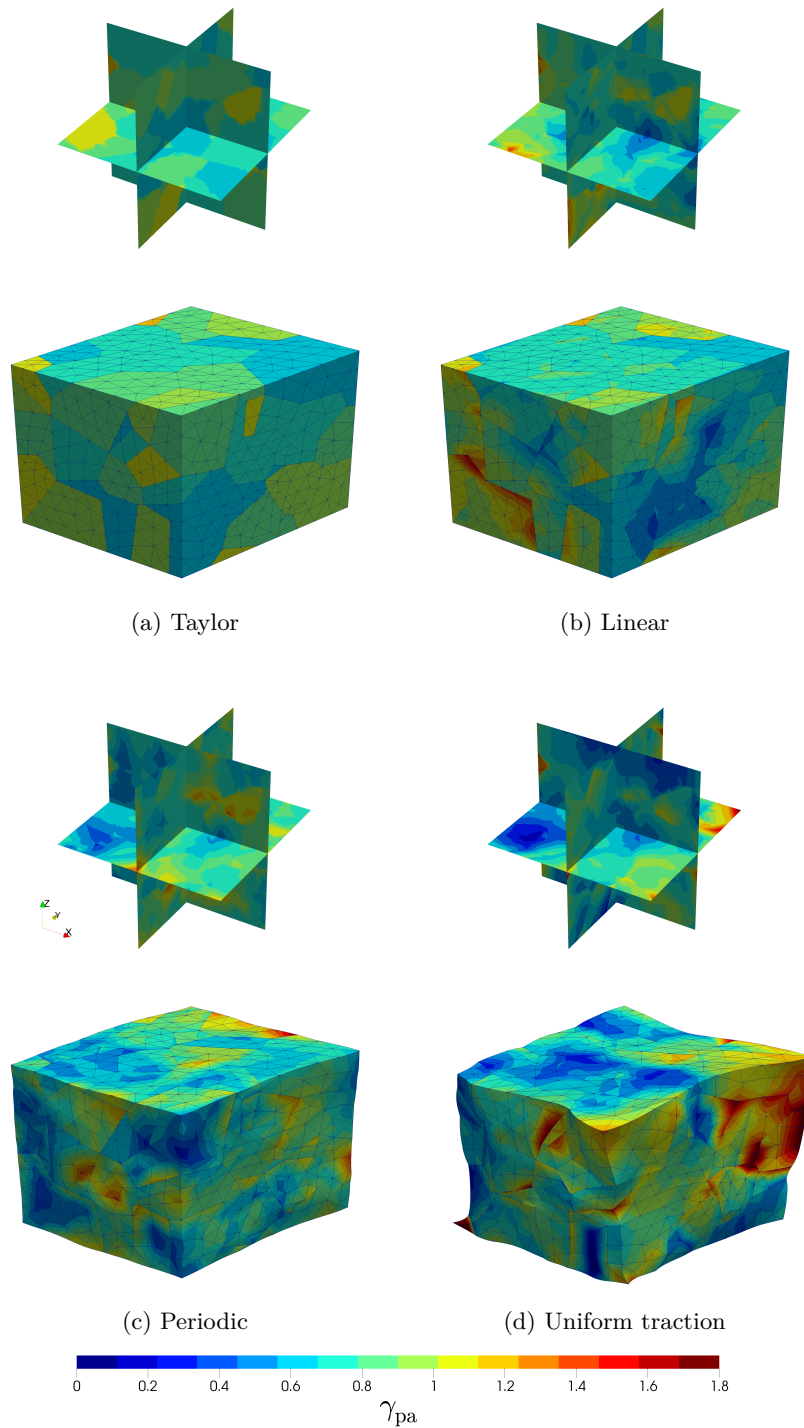 (a) Taylor
(b) Linear
Z
Y
X
(c) Periodic
(d) Uniform traction
0 0.2 0.4 0.6 0.8 1 1.2 1.4 1.6 1.8
γpa